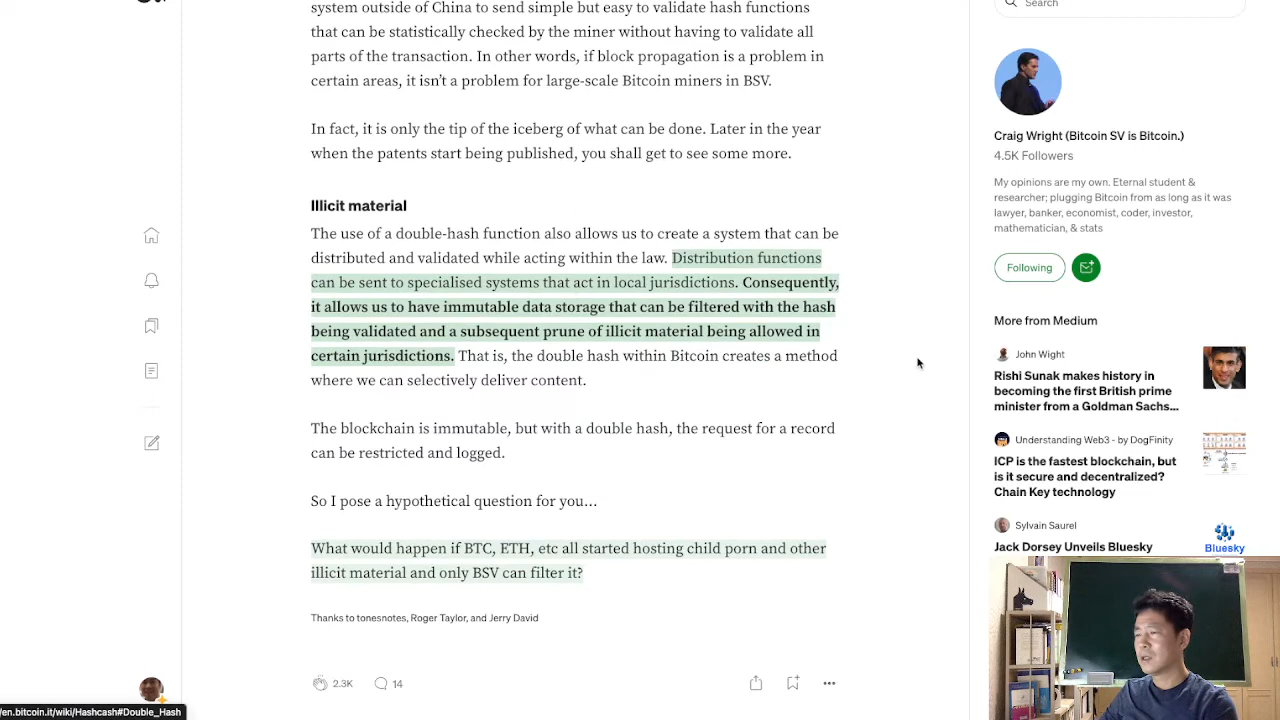 system outside of China to send simple but easy to validate hash functions
that can be statistically checked by the miner without having to validate all
parts of the transaction. In other words, if block propagation is a problem in
certain areas, it isn't a problem for large-scale Bitcoin miners in BSV.
In fact, it is only the tip of the iceberg of what can be done. Later in the year
when the patents start being published, you shall get to see some more.
Illicit material
The use of a double-hash function also allows us to create a system that can be
distributed and validated while acting within the law. Distribution functions
can be sent to specialised systems that act in local jurisdictions. Consequently,
it allows us to have immutable data storage that can be filtered with the hash
being validated and a subsequent prune of illicit material being allowed in
certain jurisdictions. That is, the double hash within Bitcoin creates a method
where we can selectively deliver content.
The blockchain is immutable, but with a double hash, the request for a record
can be restricted and logged.
So I pose a hypothetical question for you…
What would happen if BTC, ETH, etc all started hosting child porn and other
illicit material and only BSV can filter it?
Thanks to tonesnotes, Roger Taylor, and Jerry David
2.3K
14
/en.bitcoin.it/wiki/Hashcash#Double_Hash
Search
Craig Wright (Bitcoin SV is Bitcoin.)
4.5K Followers
My opinions are my own. Eternal student &
researcher; plugging Bitcoin from as long as it was
lawyer, banker, economist, coder, investor,
mathematician, & stats
Following
More from Medium
John Wight
Rishi Sunak makes history in
becoming the first British prime
minister from a Goldman Sachs...
Understanding Web3 - by DogFinity
ICP is the fastest blockchain, but
is it secure and decentralized?
Chain Key technology
Sylvain Saurel
Jack Dorsey Unveils Bluesky
Bluesky